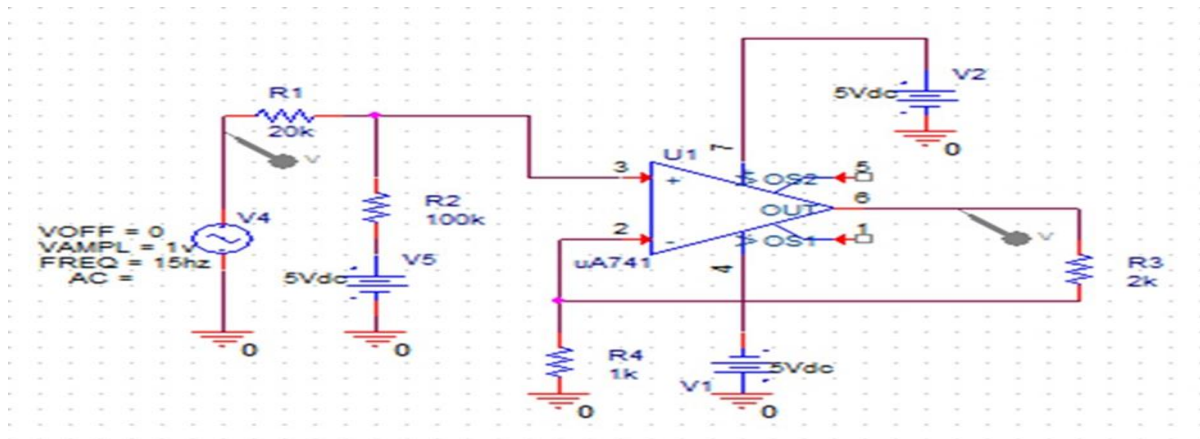 R1
20k
V
V4
VOFF = 0
VAMPL = 1v
FREQ = 15hz
AC =
0
R2
100k
V5
5Vdc
0
3
U1
+
2
-
uA741
7
4
OS2
OUT
OS1
5
6
1
V2
5Vdc
0
V
R3
2k
R4
1k
0
V1
5Vdc
0